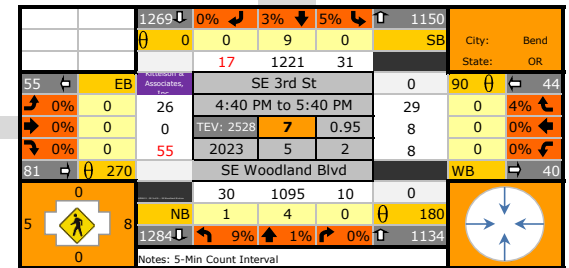 1269 0% 3% 5% 1150
θ 0 0 9 0 SB City: Bend
17 1221 31 State: OR
55 EB Kittelson & Associates, Inc. SE 3rd St 0 90 θ 44
0% 0 26 4:40 PM to 5:40 PM 29 0 4%
0% 0 0 TEV: 2528 7 0.95 8 0 0%
0% 0 55 2023 5 2 8 0 0%
81 θ 270 SE Woodland Blvd WB 40
0 30 1095 10 0
5 8 NB 1 4 0 θ 180
1284 9% 1% 0% 1134
0 Notes: 5-Min Count Interval